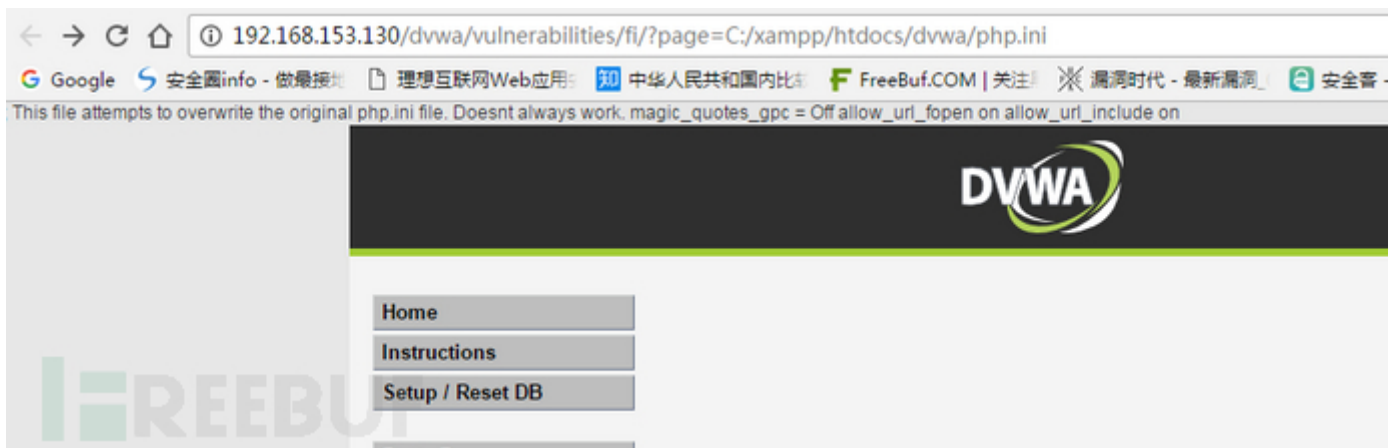 192.168.153.130/dvwa/vulnerabilities/fi/?page=C:/xampp/htdocs/dvwa/php.ini
Google 安全圈info - 做最接地 理想互联网Web应用 中华人民共和国内比 FreeBuf.COM | 关注 漏洞时代 - 最新漏洞_ 安全客 -
This file attempts to overwrite the original php.ini file. Doesnt always work. magic_quotes_gpc = Off allow_url_fopen on allow_url_include on
DVWA
Home
Instructions
Setup / Reset DB
FREEBUF